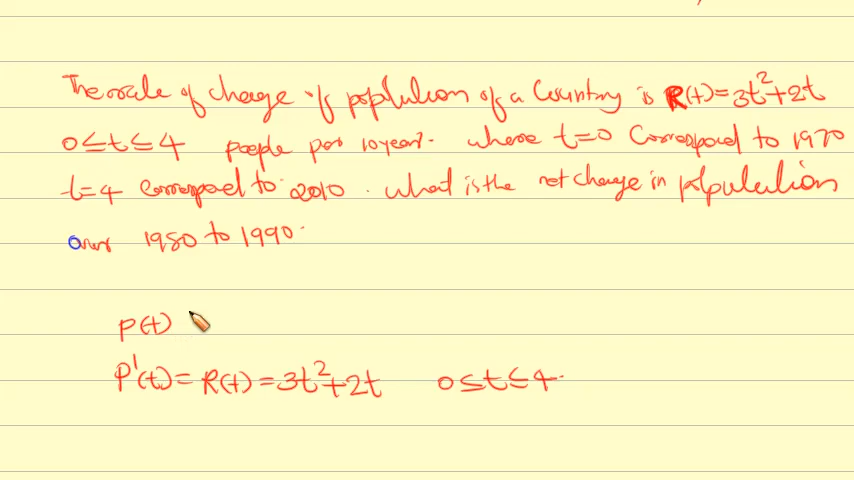 The rate of change of population of a Country is R(t)=3t²+2t
0≤t≤4 people per 10 years. where t=0 Correspond to 1970
t=4 correspond to 2010. what is the net change in population
over 1980 to 1990.
P(t)
P'(t)=R(t)=3t²+2t 0≤t≤4.